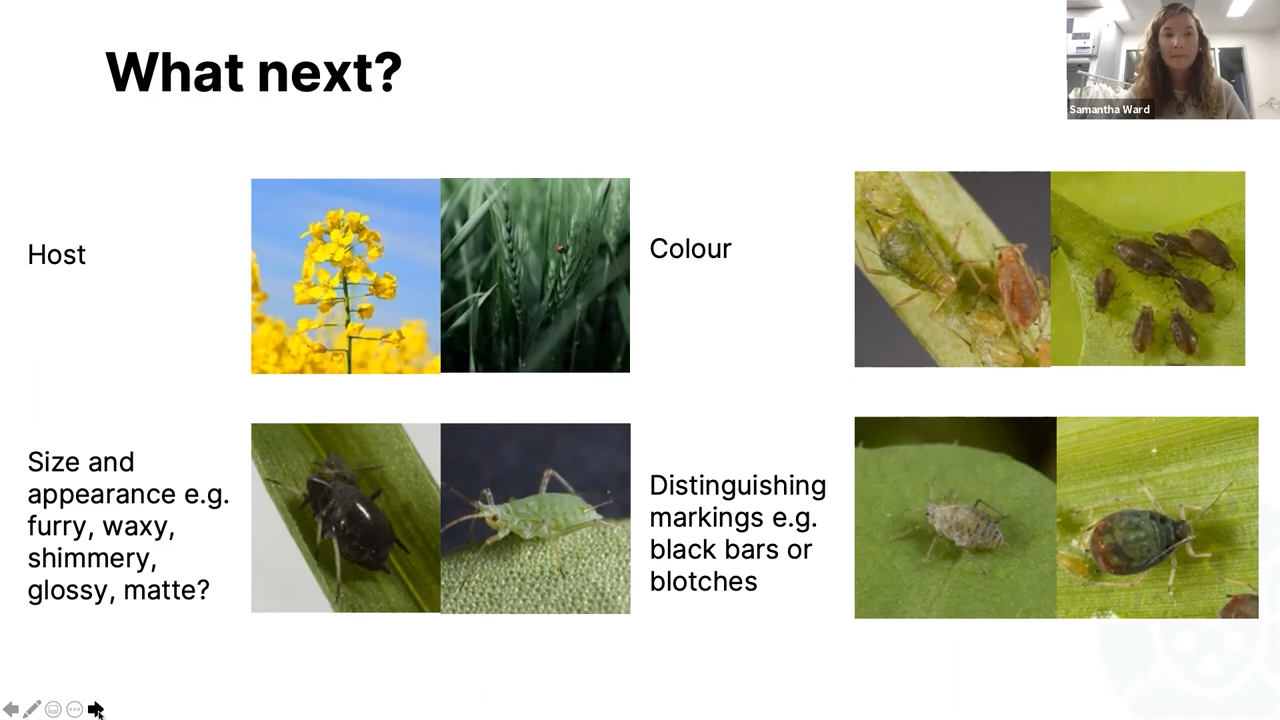 What next?
Samantha Ward
Host
Colour
Size and
appearance e.g.
furry, waxy,
shimmery,
glossy, matte?
Distinguishing
markings e.g.
black bars or
blotches